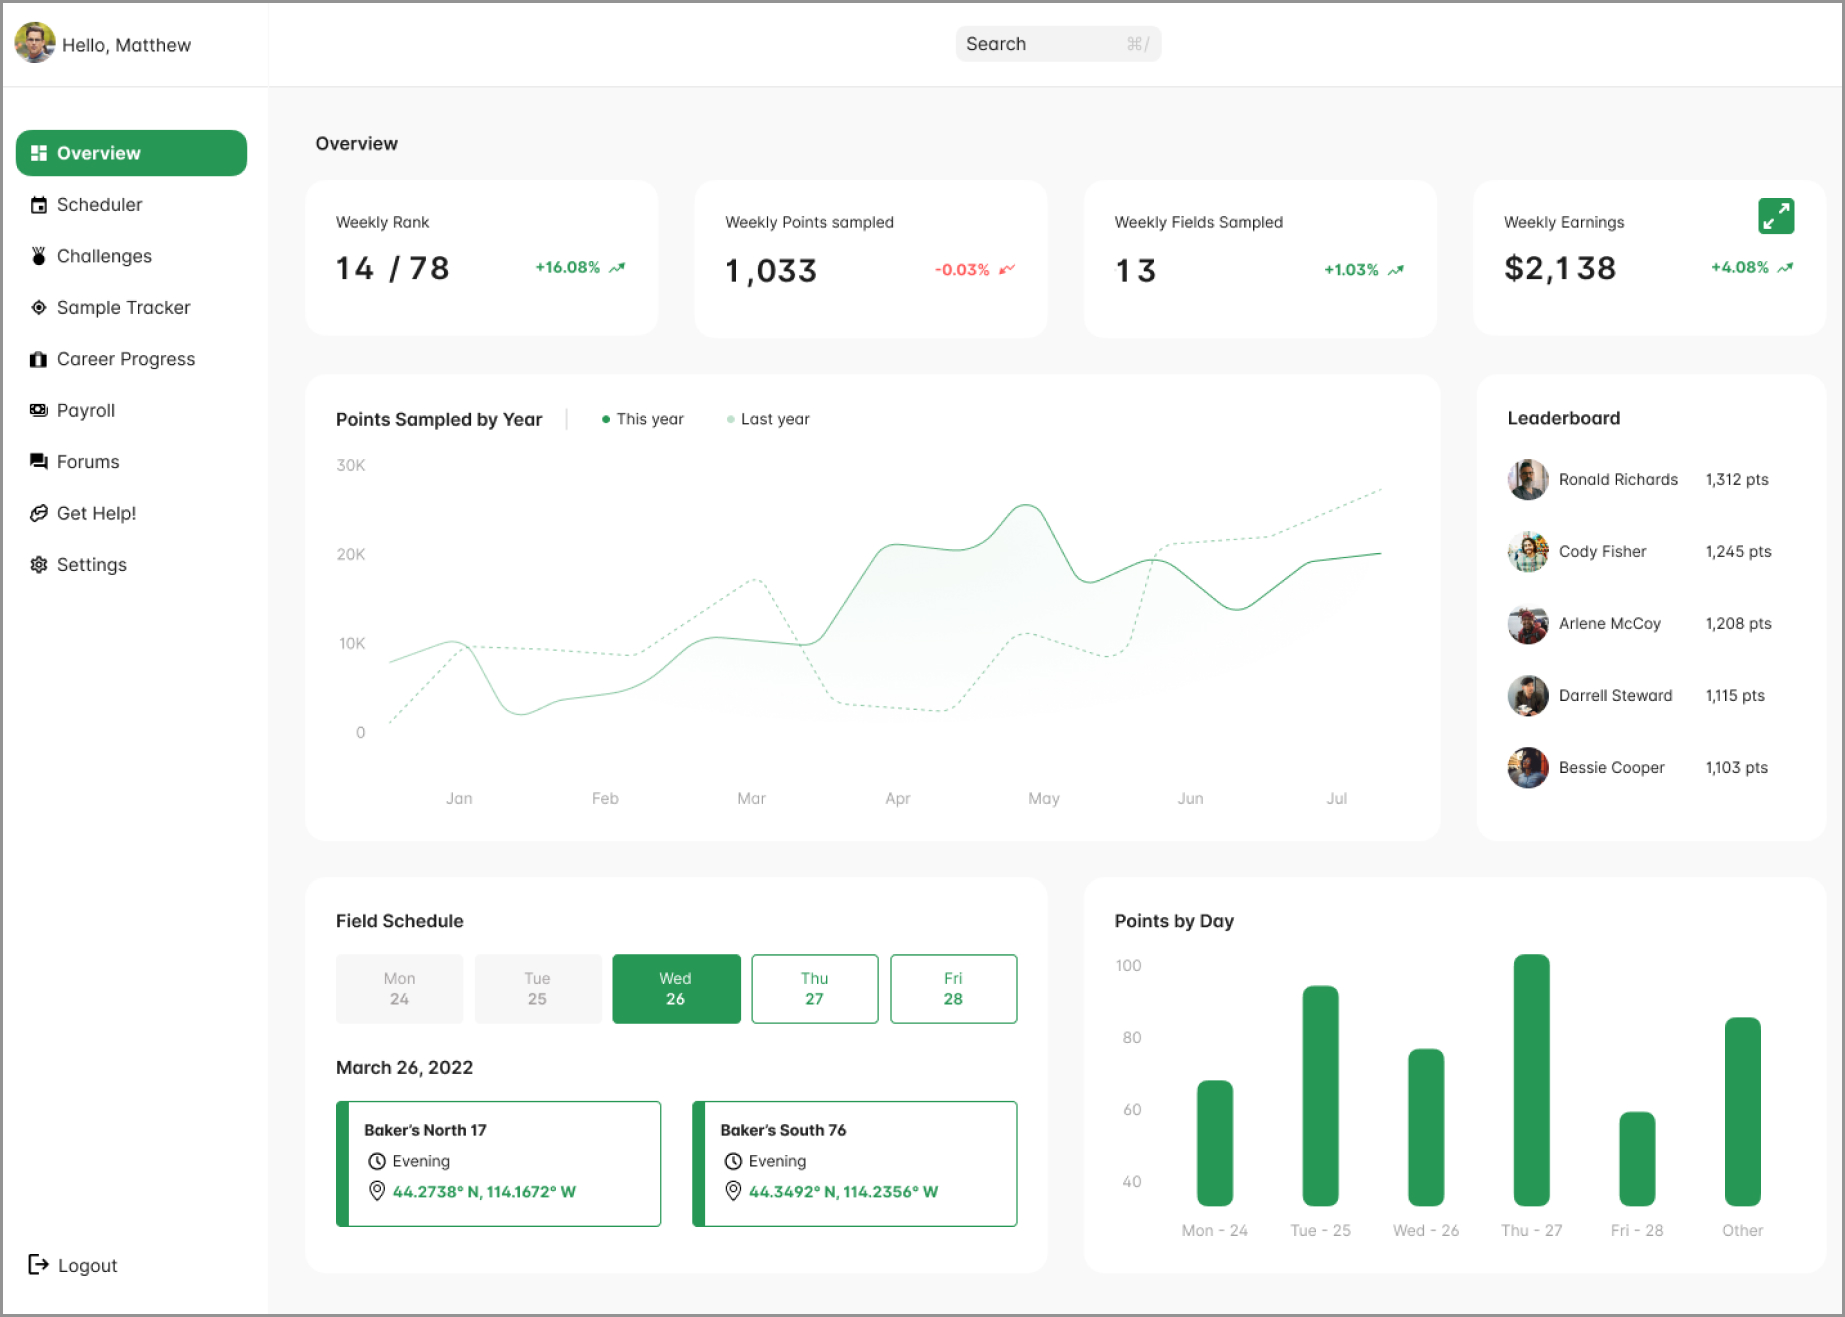 Hello, Matthew
Search ⌘/
Overview
Scheduler
Challenges
Sample Tracker
Career Progress
Payroll
Forums
Get Help!
Settings
Logout
Overview
Weekly Rank
14 / 78 +16.08%
Weekly Points sampled
1,033 -0.03%
Weekly Fields Sampled
13 +1.03%
Weekly Earnings
$2,138 +4.08%
Points Sampled by Year This year Last year
30K
20K
10K
0
Jan Feb Mar Apr May Jun Jul
Leaderboard
Ronald Richards 1,312 pts
Cody Fisher 1,245 pts
Arlene McCoy 1,208 pts
Darrell Steward 1,115 pts
Bessie Cooper 1,103 pts
Field Schedule
Mon Tue Wed Thu Fri
24 25 26 27 28
March 26, 2022
Baker's North 17
Evening
44.2738° N, 114.1672° W
Baker's South 76
Evening
44.3492° N, 114.2356° W
Points by Day
100
80
60
40
Mon - 24 Tue - 25 Wed - 26 Thu - 27 Fri - 28 Other